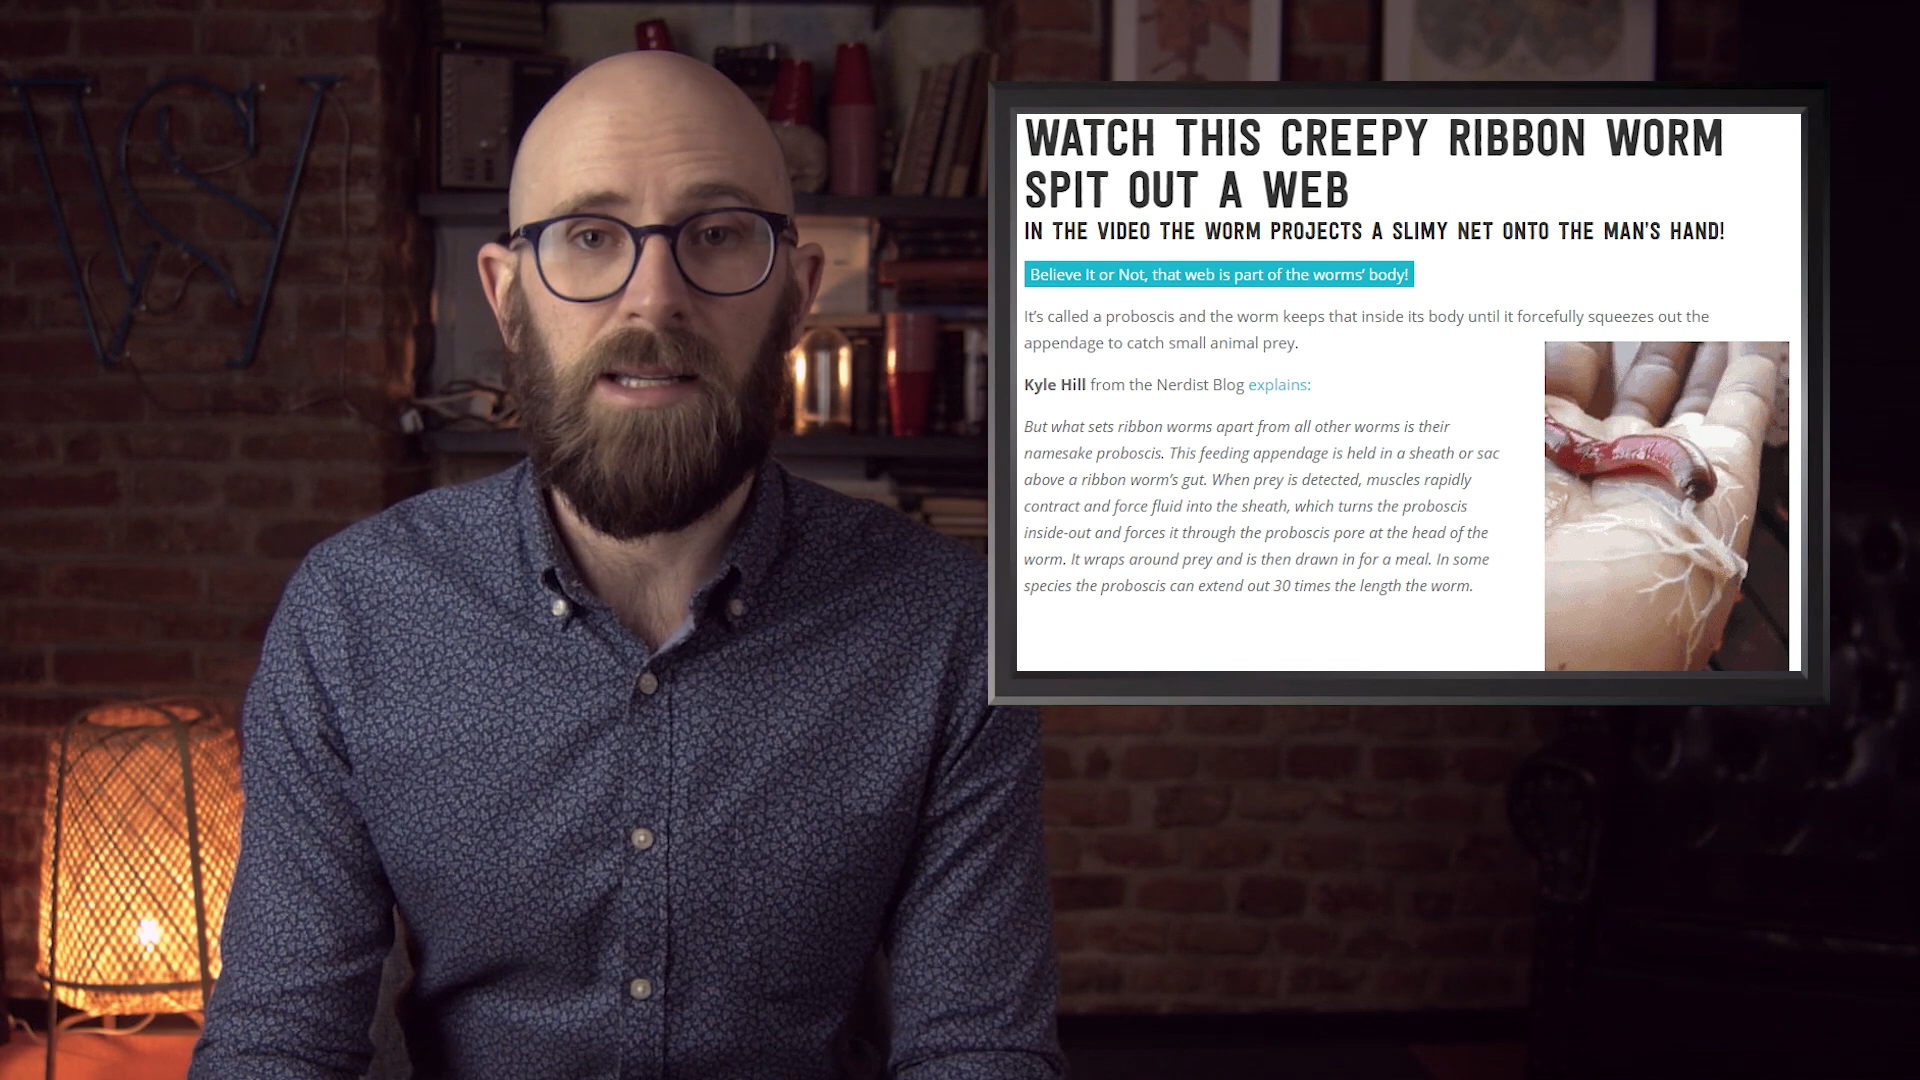 WATCH THIS CREEPY RIBBON WORM
SPIT OUT A WEB
IN THE VIDEO THE WORM PROJECTS A SLIMY NET ONTO THE MAN'S HAND!
Believe It or Not, that web is part of the worms' body!
It's called a proboscis and the worm keeps that inside its body until it forcefully squeezes out the
appendage to catch small animal prey.
Kyle Hill from the Nerdist Blog explains:
But what sets ribbon worms apart from all other worms is their
namesake proboscis. This feeding appendage is held in a sheath or sac
above a ribbon worm's gut. When prey is detected, muscles rapidly
contract and force fluid into the sheath, which turns the proboscis
inside-out and forces it through the proboscis pore at the head of the
worm. It wraps around prey and is then drawn in for a meal. In some
species the proboscis can extend out 30 times the length the worm.